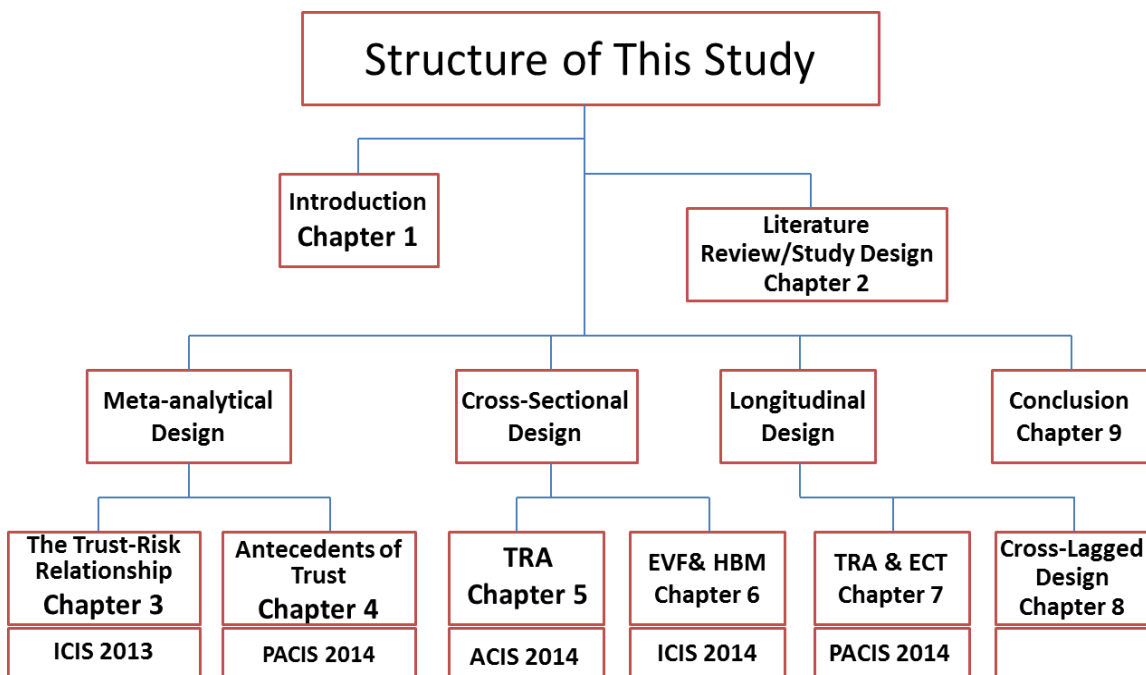 Structure of This Study
Introduction
Chapter 1
Literature
Review/Study Design
Chapter 2
Meta-analytical
Design
Cross-Sectional
Design
Longitudinal
Design
Conclusion
Chapter 9
The Trust-Risk
Relationship
Chapter 3
Antecedents of
Trust
Chapter 4
TRA
Chapter 5
EVF& HBM
Chapter 6
TRA & ECT
Chapter 7
Cross-Lagged
Design
Chapter 8
ICIS 2013
PACIS 2014
ACIS 2014
ICIS 2014
PACIS 2014